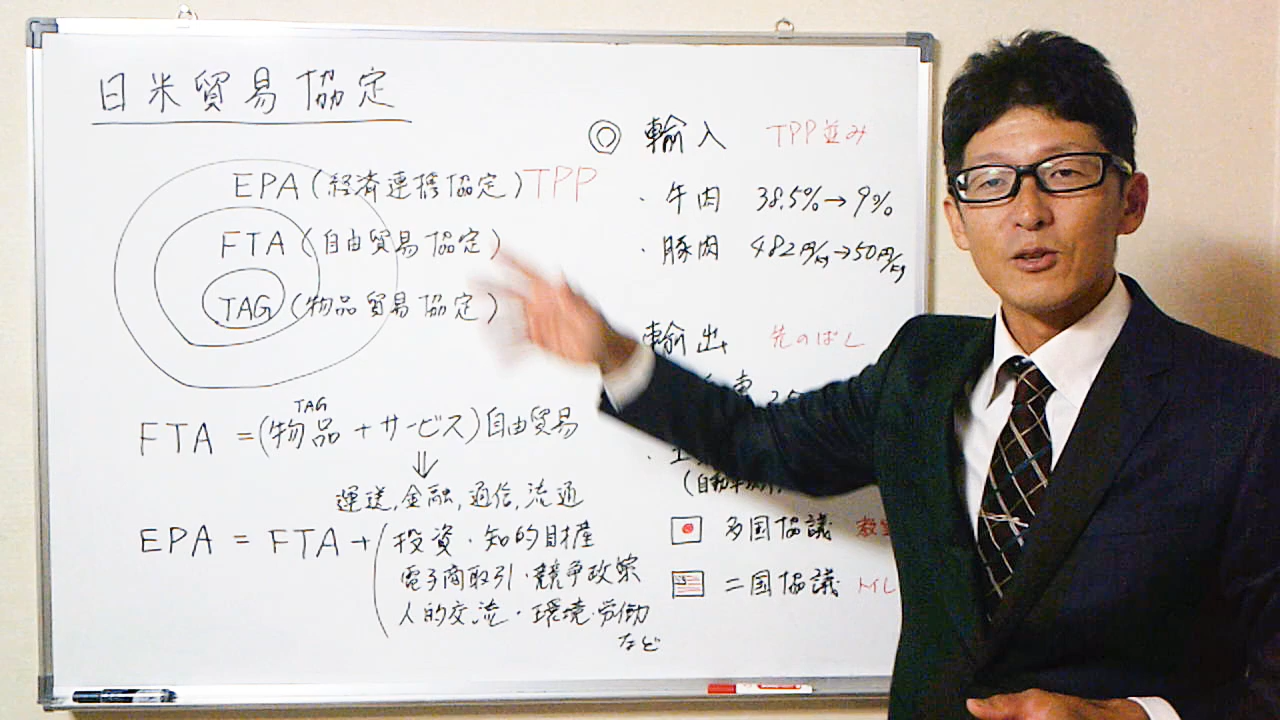 日米貿易協定
EPA（経済連携協定）TPP
FTA（自由貿易協定）
TAG（物品貿易協定）
TAG
FTA =（物品 + サービス）自由貿易
⇓
運送, 金融, 通信, 流通
EPA = FTA +（投資・知的財産
電子商取引・競争政策
人的交流・環境・労働
など
◎ 輸入 TPP並み
・牛肉 38.5%→9%
・豚肉 482円/kg→50円/kg
輸出 先のばし
車
(自動車
多国協議
二国協議